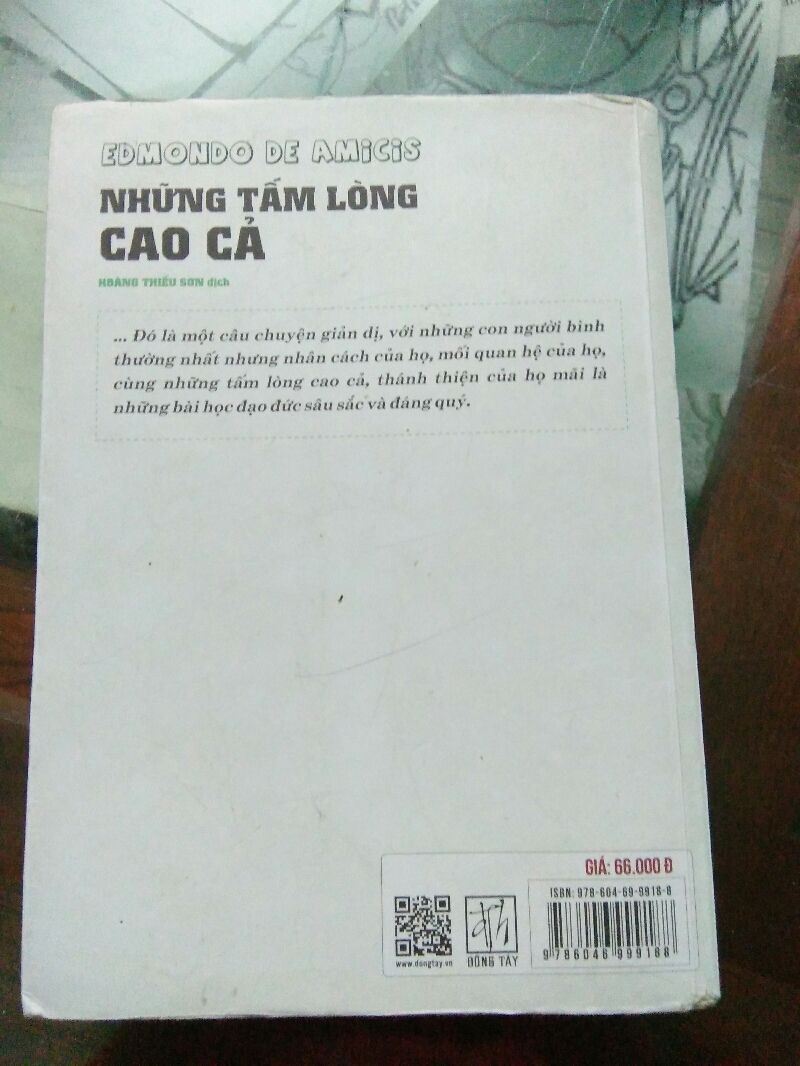 EDMONDO DE AMiCiS
NHỮNG TẤM LÒNG
CAO CẢ
HOÀNG THIẾU SƠN dịch
... Đó là một câu chuyện giản dị, với những con người bình
thường nhất nhưng nhân cách của họ, mối quan hệ của họ,
cùng những tấm lòng cao cả, thánh thiện của họ mãi là
những bài học đạo đức sâu sắc và đáng quý.
GIÁ: 66.000 Đ
ISBN: 978-604-69-9918-8
www.dongtay.vn
ĐÔNG TÂY
9 786046 999188